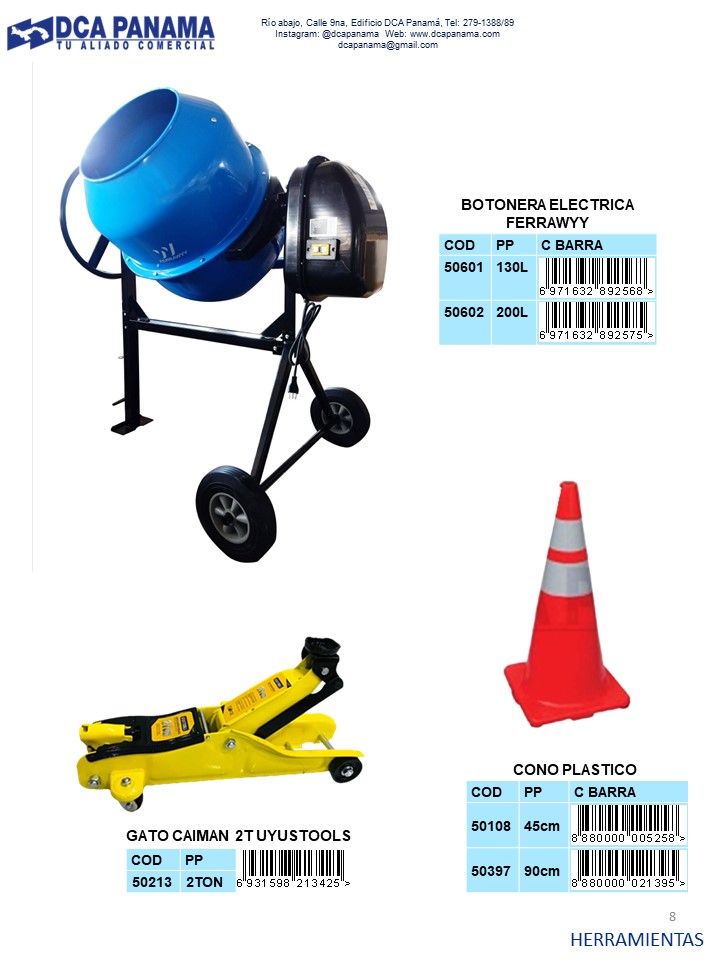 DCA PANAMA
TU ALIADO COMERCIAL
Río abajo, Calle 9na, Edificio DCA Panamá, Tel: 279-1388/89
Instagram: @dcapanama Web: www.dcapanama.com
dcapanama@gmail.com
BOTONERA ELECTRICA
FERRAWYY
COD PP C BARRA
50601 130L
6 971632 892568 >
50602 200L
6 971632 892575 >
CONO PLASTICO
COD PP C BARRA
50108 45cm
8 880000 005258 >
50397 90cm
8 880000 021395 >
GATO CAIMAN 2T UYUSTOOLS
COD PP
50213 2TON
6 931598 213425 >
8
HERRAMIENTAS